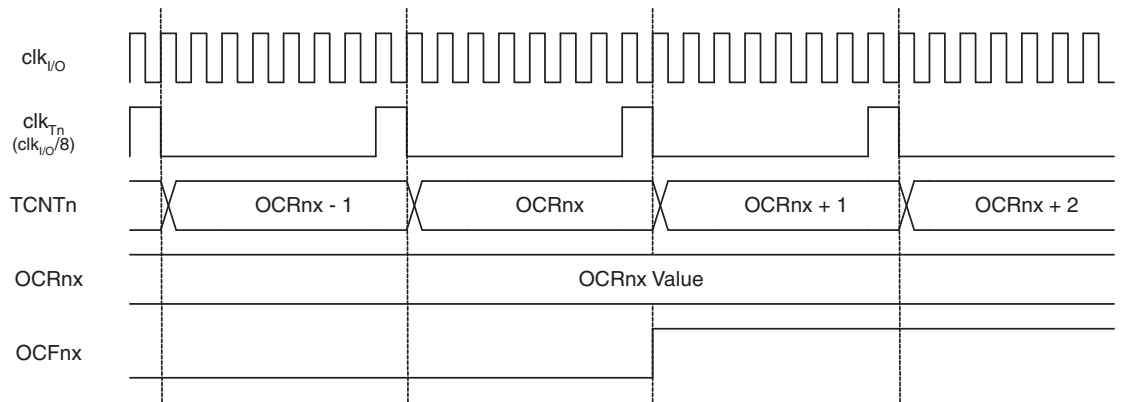 clkI/O
clkTn
(clkI/O/8)
TCNTn OCRnx - 1 OCRnx OCRnx + 1 OCRnx + 2
OCRnx OCRnx Value
OCFnx